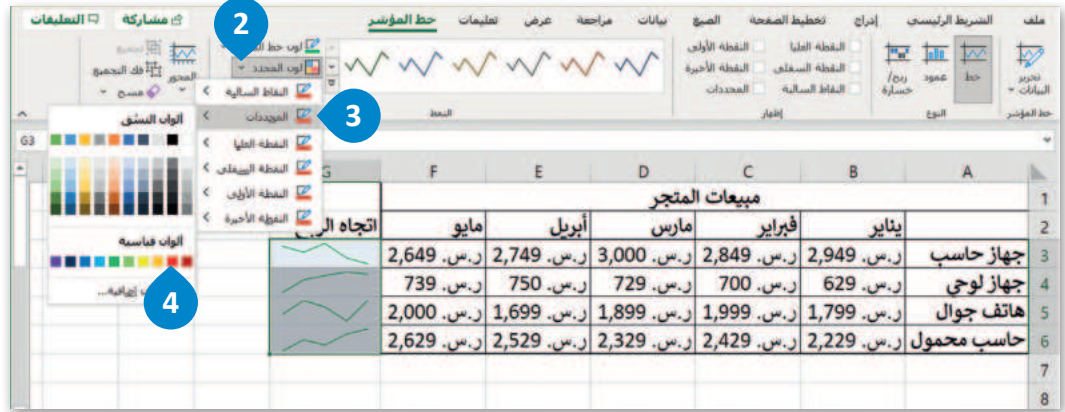 ملف الشريط الرئيسي إدراج تخطيط الصفحة الصيغ بيانات مراجعة عرض تعليمات خط المؤشر مشاركة التعليقات
2
تحرير البيانات
خط المؤشر
خط عمود ربح/خسارة
النوع
النقطة العليا النقطة الأولى
النقطة السفلى النقطة الأخيرة
النقاط السالبة المحددات
إظهار
النمط
لون خط
لون المحدد
المحور
تجميع
فك التجميع
مسح
النقاط السالبة
المحددات
3
النقطة العليا
النقطة السفلى
النقطة الأولى
النقطة الأخيرة
ألوان النسق
ألوان قياسية
إضافية...
4
G3
A B C D E F G
1 مبيعات المتجر
2 يناير فبراير مارس أبريل مايو اتجاه
3 جهاز حاسب ر.س. 2,949 ر.س. 2,849 ر.س. 3,000 ر.س. 2,749 ر.س. 2,649
4 جهاز لوحي ر.س. 629 ر.س. 700 ر.س. 729 ر.س. 750 ر.س. 739
5 هاتف جوال ر.س. 1,799 ر.س. 1,999 ر.س. 1,899 ر.س. 1,699 ر.س. 2,000
6 حاسب محمول ر.س. 2,229 ر.س. 2,429 ر.س. 2,329 ر.س. 2,529 ر.س. 2,629
7
8